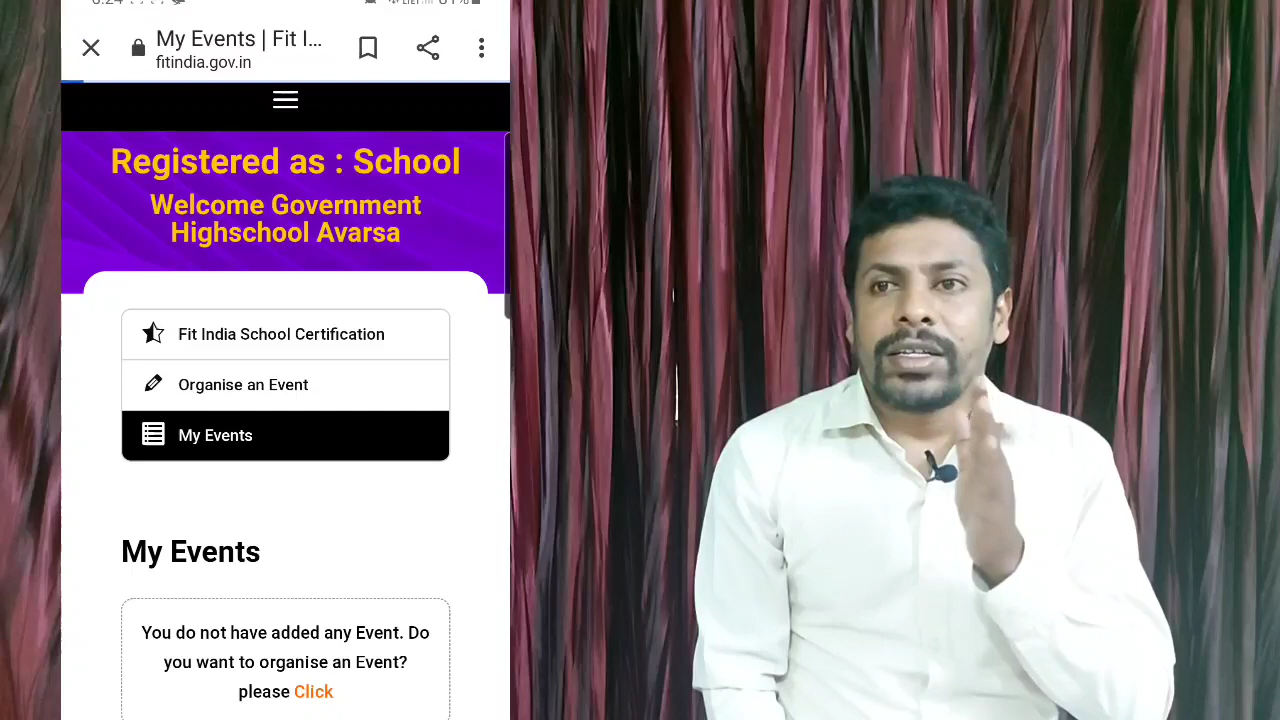 My Events | Fit I...
fitindia.gov.in
Registered as : School
Welcome Government
Highschool Avarsa
Fit India School Certification
Organise an Event
My Events
My Events
You do not have added any Event. Do
you want to organise an Event?
please Click